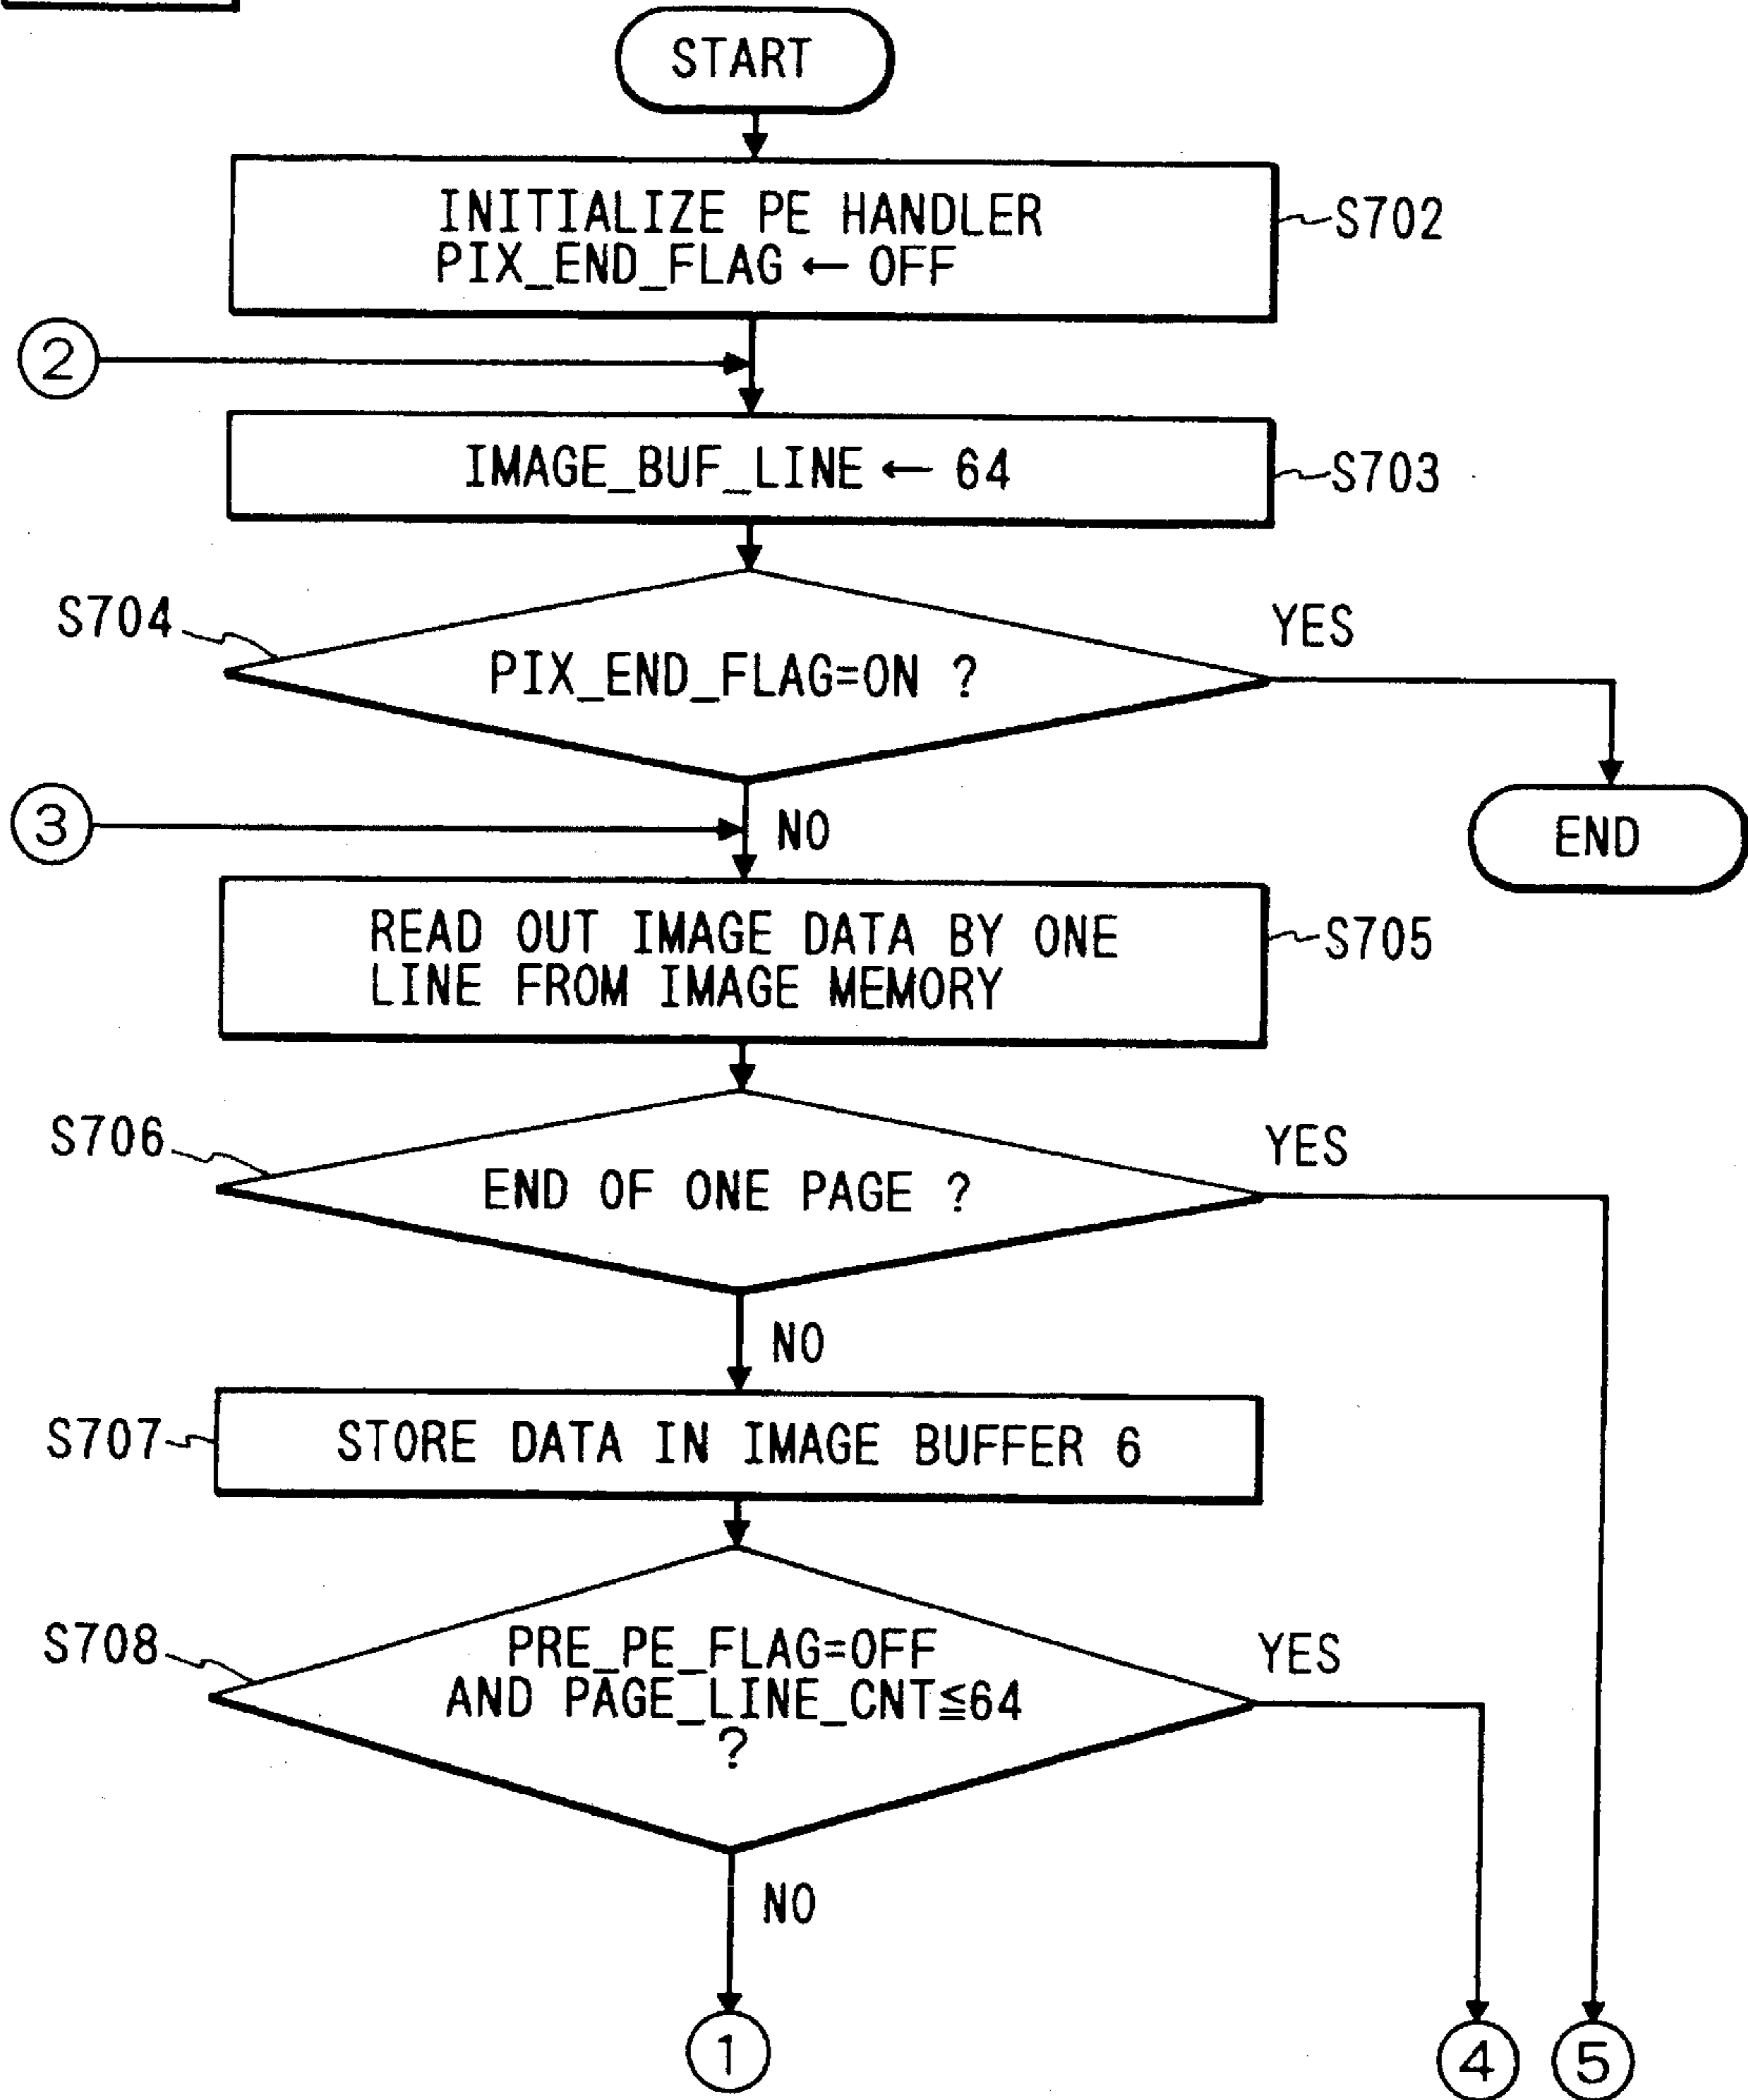 START
INITIALIZE PE HANDLER
PIX_END_FLAG ← OFF
S702
②
IMAGE_BUF_LINE ← 64
S703
S704
PIX_END_FLAG=ON ?
YES
③
NO
END
READ OUT IMAGE DATA BY ONE
LINE FROM IMAGE MEMORY
S705
S706
END OF ONE PAGE ?
YES
NO
S707
STORE DATA IN IMAGE BUFFER 6
S708
PRE_PE_FLAG=OFF
AND PAGE_LINE_CNT≦64
?
YES
NO
①
④
⑤